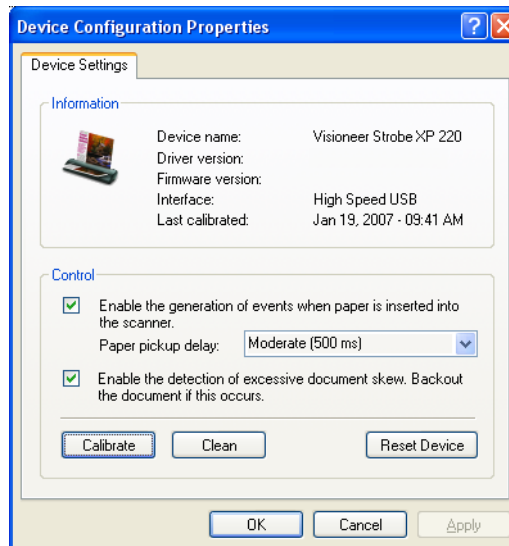 Device Configuration Properties
Device Settings
Information
Device name: Visioneer Strobe XP 220
Driver version:
Firmware version:
Interface: High Speed USB
Last calibrated: Jan 19, 2007 - 09:41 AM
Control
Enable the generation of events when paper is inserted into
the scanner.
Paper pickup delay: Moderate (500 ms)
Enable the detection of excessive document skew. Backout
the document if this occurs.
Calibrate Clean Reset Device
OK Cancel Apply